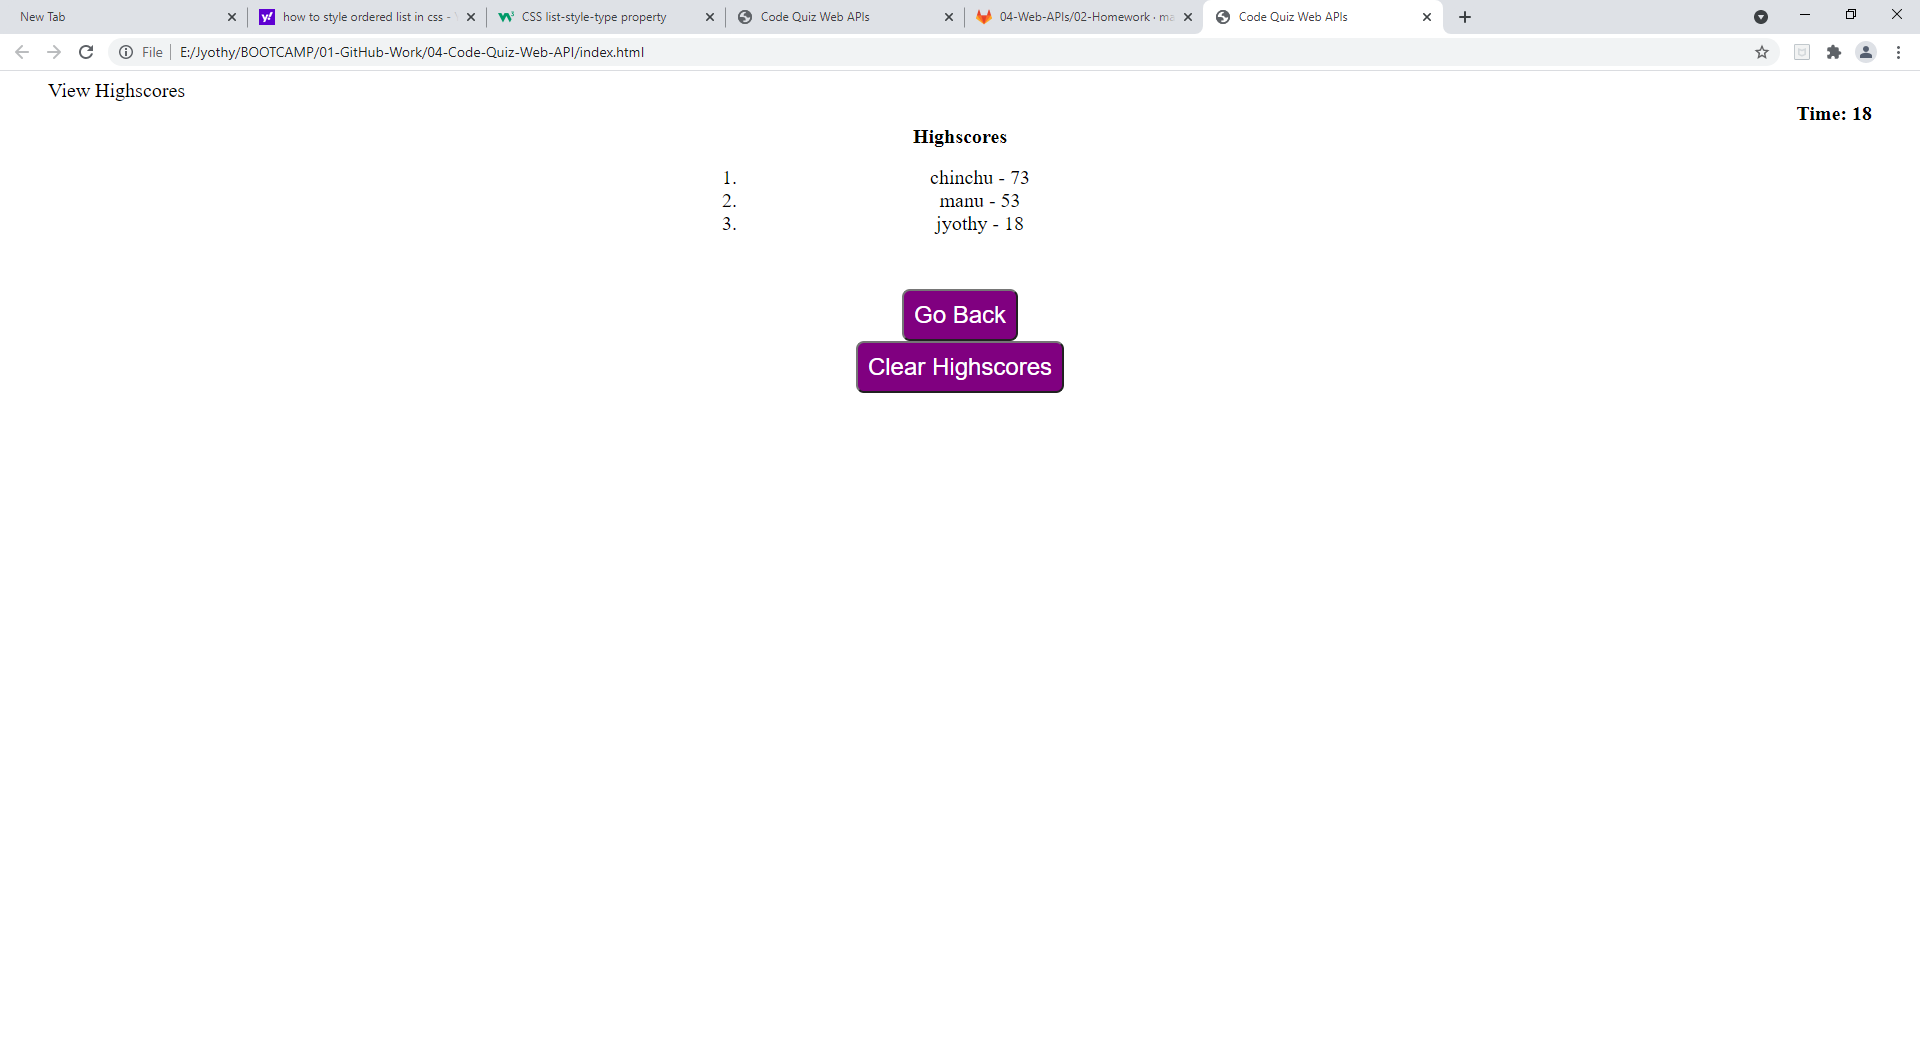 New Tab
how to style ordered list in css -
CSS list-style-type property
Code Quiz Web APIs
04-Web-APIs/02-Homework · ma
Code Quiz Web APIs
File
E:/Jyothy/BOOTCAMP/01-GitHub-Work/04-Code-Quiz-Web-API/index.html
View Highscores
Time: 18
Highscores
1. chinchu - 73
2. manu - 53
3. jyothy - 18
Go Back
Clear Highscores